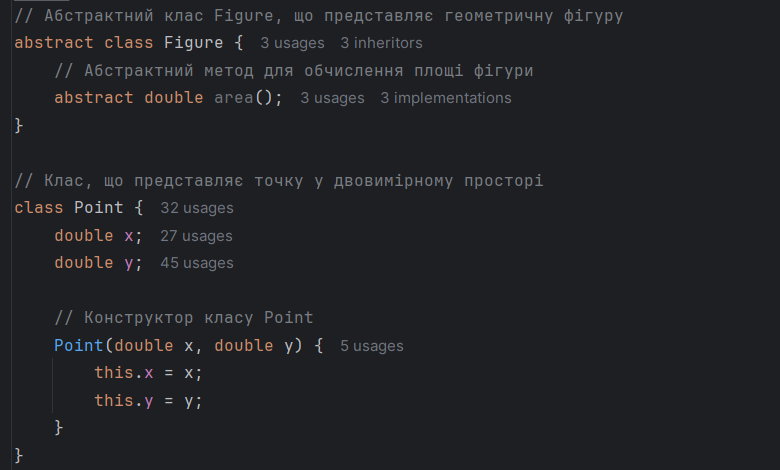 // Абстрактний клас Figure, що представляє геометричну фігуру
abstract class Figure {  3 usages  3 inheritors
    // Абстрактний метод для обчислення площі фігури
    abstract double area();  3 usages  3 implementations
}

// Клас, що представляє точку у двовимірному просторі
class Point {  32 usages
    double x;  27 usages
    double y;  45 usages

    // Конструктор класу Point
    Point(double x, double y) {  5 usages
        this.x = x;
        this.y = y;
    }
}